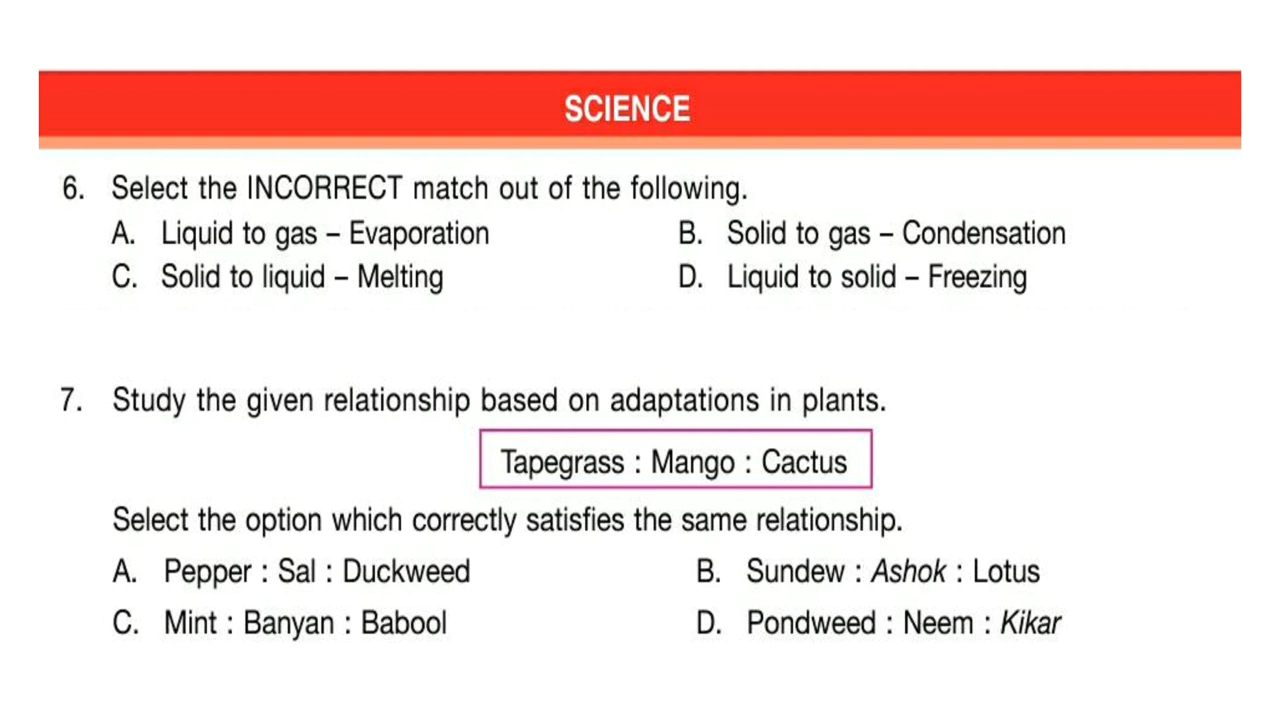 SCIENCE
6. Select the INCORRECT match out of the following.
A. Liquid to gas – Evaporation B. Solid to gas – Condensation
C. Solid to liquid – Melting D. Liquid to solid – Freezing
7. Study the given relationship based on adaptations in plants.
Tapegrass : Mango : Cactus
Select the option which correctly satisfies the same relationship.
A. Pepper : Sal : Duckweed B. Sundew : Ashok : Lotus
C. Mint : Banyan : Babool D. Pondweed : Neem : Kikar